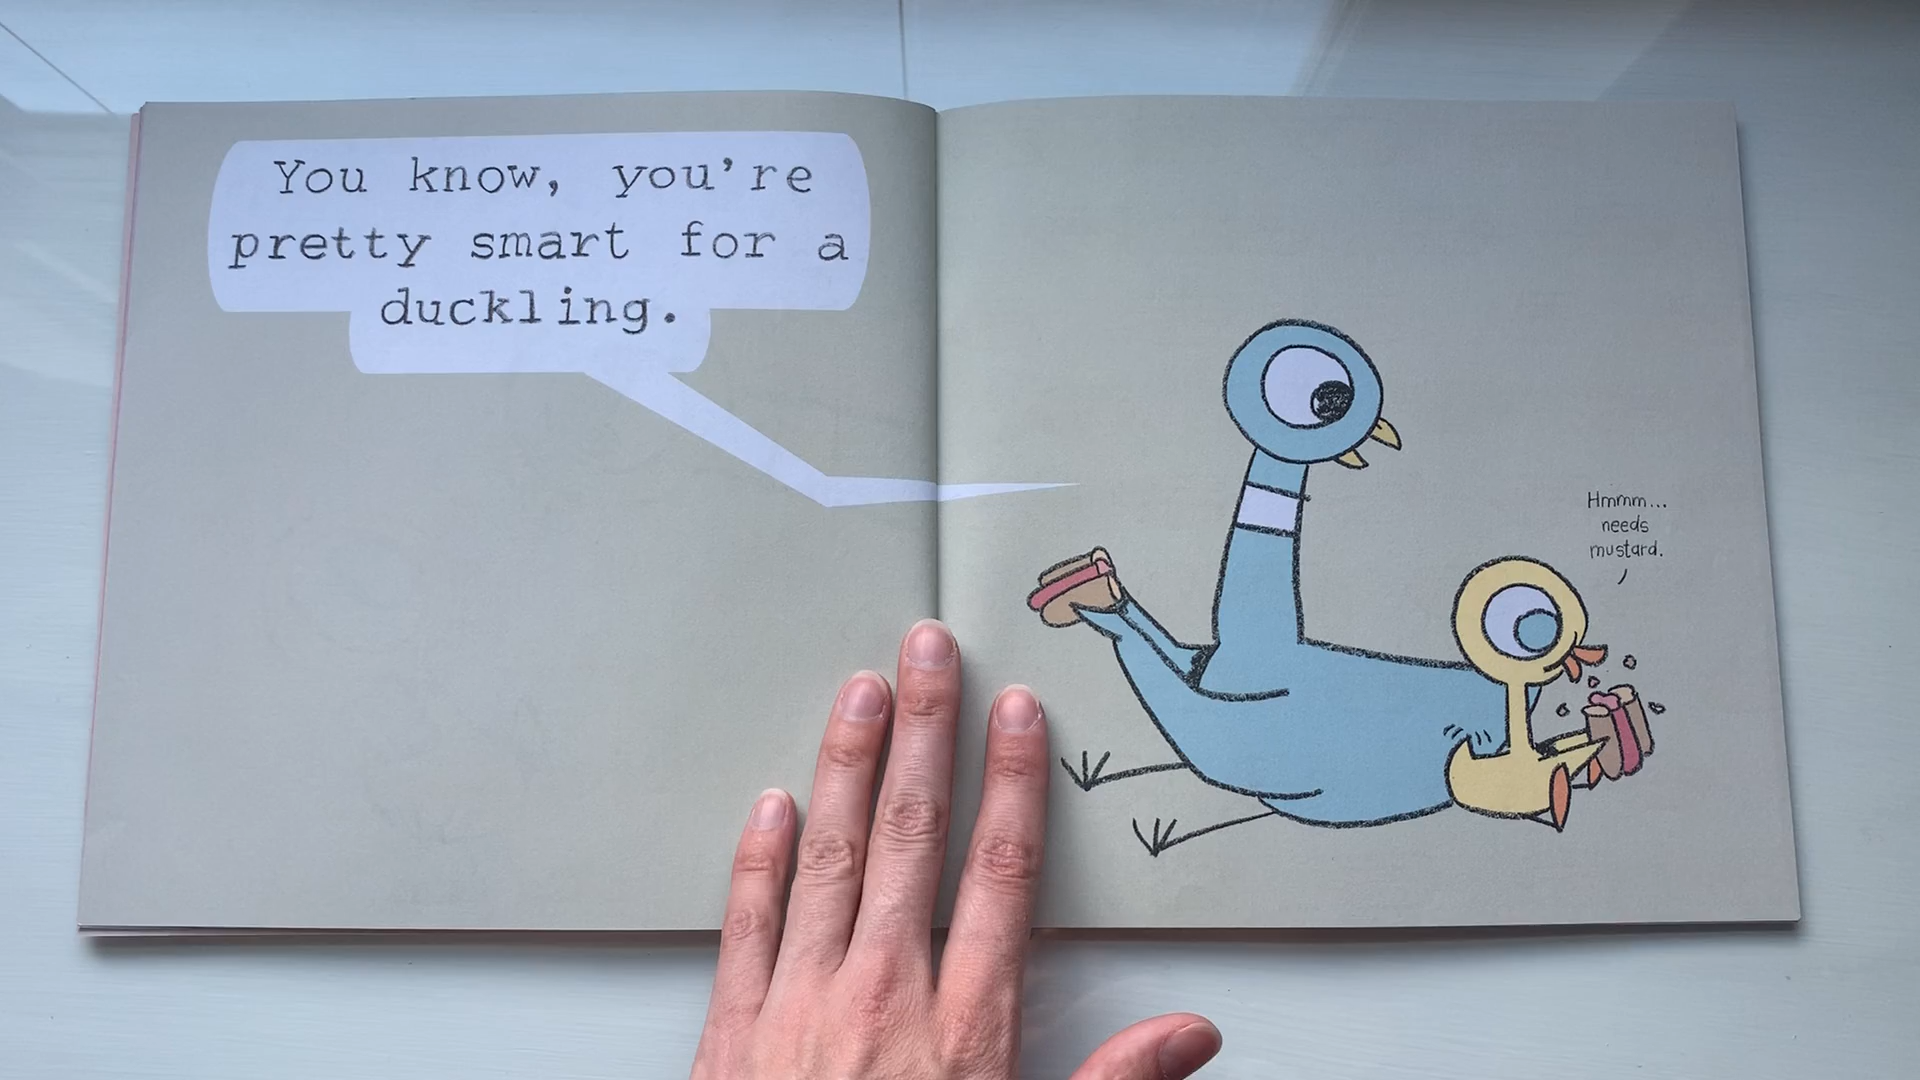 You know, you're
pretty smart for a
duckling.
Hmmm...
needs
mustard.